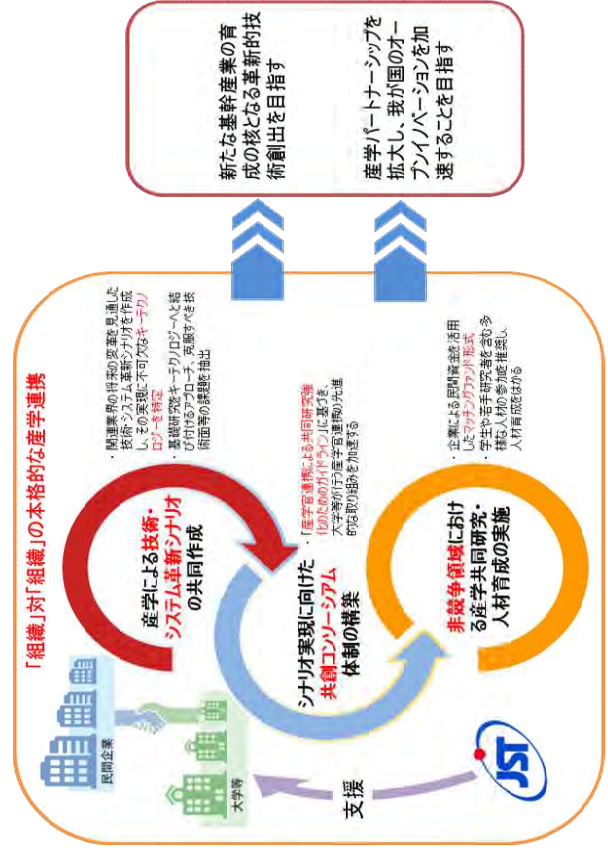 「組織」対「組織」の本格的な産学連携
民間企業
大学等
支援
JST
産学による技術・
システム革新シナリオ
の共同作成
・関連業界の将来の変革を見通した
技術・システム革新シナリオを作成
し、その実現に不可欠なキーテクノ
ロジーを特定
・基礎研究をキーテクノロジーへと結
び付けるアプローチ、克服すべき技
術面等の課題を抽出
シナリオ実現に向けた
共創コンソーシアム
体制の構築
・「産学官連携による共同研究強
化のためのガイドライン」に基づき、
大学等が行う産学官連携の先進
的な取り組みを加速する
非競争領域におけ
る産学共同研究・
人材育成の実施
・企業による民間資金を活用
したマッチングファンド形式
・学生や若手研究者を含む多
様な人材の参加を推奨し、
人材育成をはかる
新たな基幹産業の育
成の核となる革新的技
術創出を目指す
産学パートナーシップを
拡大し、我が国のオー
プンイノベーションを加
速することを目指す